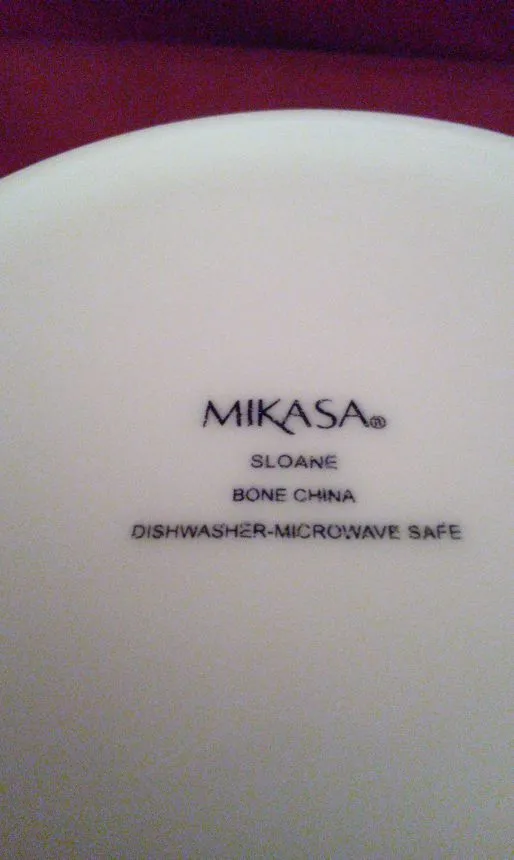 MIKASA®
SLOANE
BONE CHINA
DISHWASHER-MICROWAVE SAFE